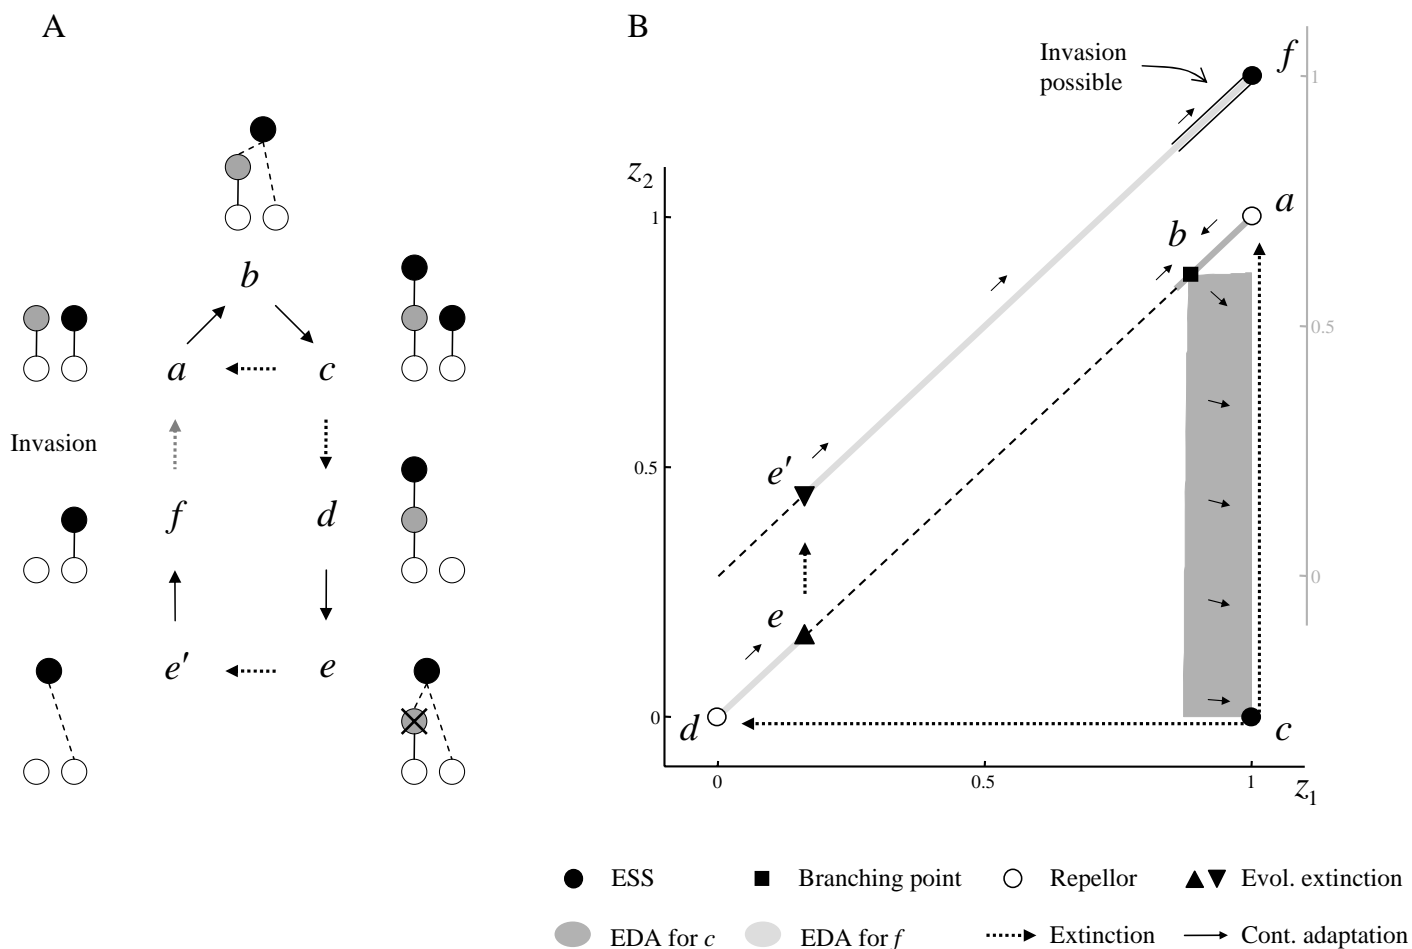 A
B
b
a
c
Invasion
f
d
e'
e
Invasion
possible
f
1
z2
1
a
b
0.5
e'
0.5
e
0
0
d
c
0
0.5
1
z1
ESS
Branching point
Repellor
Evol. extinction
EDA for c
EDA for f
Extinction
Cont. adaptation